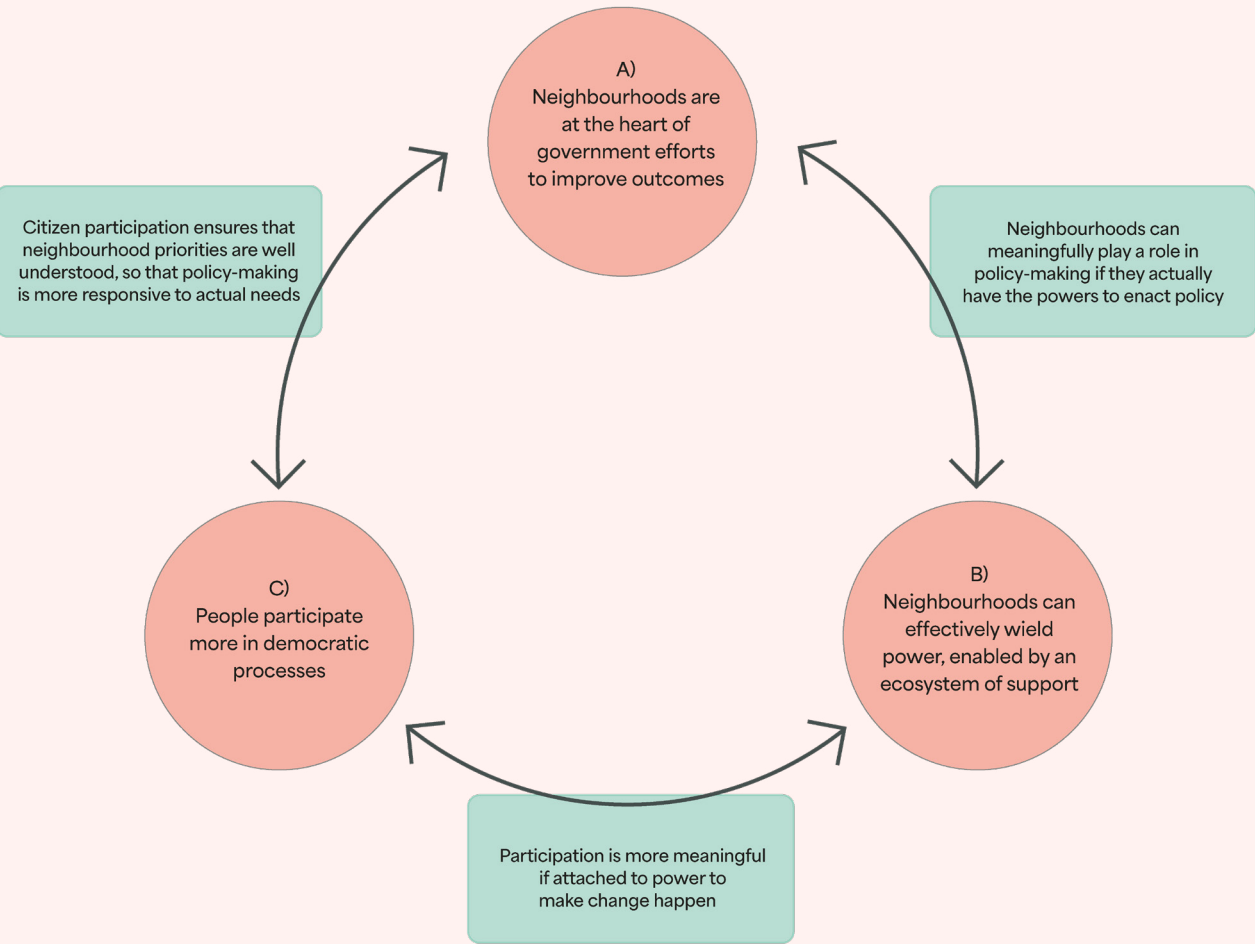 A)
Neighbourhoods are
at the heart of
government efforts
to improve outcomes
Citizen participation ensures that
neighbourhood priorities are well
understood, so that policy-making
is more responsive to actual needs
Neighbourhoods can
meaningfully play a role in
policy-making if they actually
have the powers to enact policy
C)
People participate
more in democratic
processes
B)
Neighbourhoods can
effectively wield
power, enabled by an
ecosystem of support
Participation is more meaningful
if attached to power to
make change happen